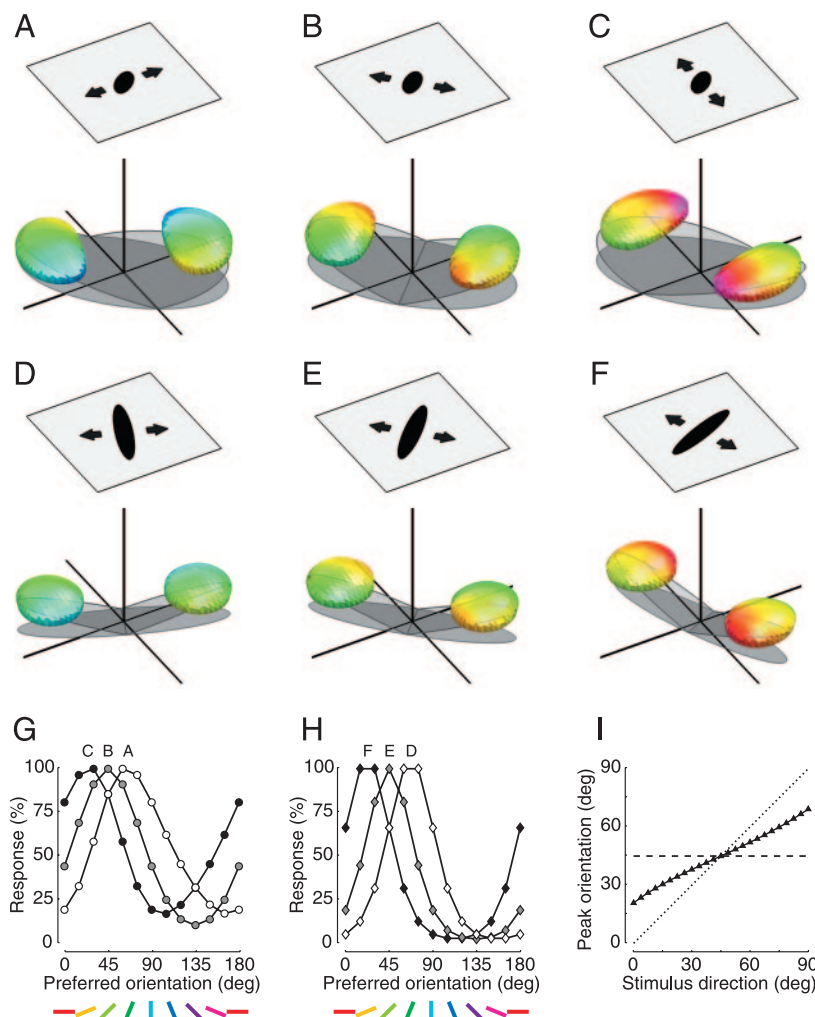 A
B
C
D
E
F
G
H
I
C B A
100
75
50
25
0
Response (%)
0 45 90 135 180
Preferred orientation (deg)
F E D
100
75
50
25
0
Response (%)
0 45 90 135 180
Preferred orientation (deg)
90
60
30
0
Peak orientation (deg)
0 30 60 90
Stimulus direction (deg)